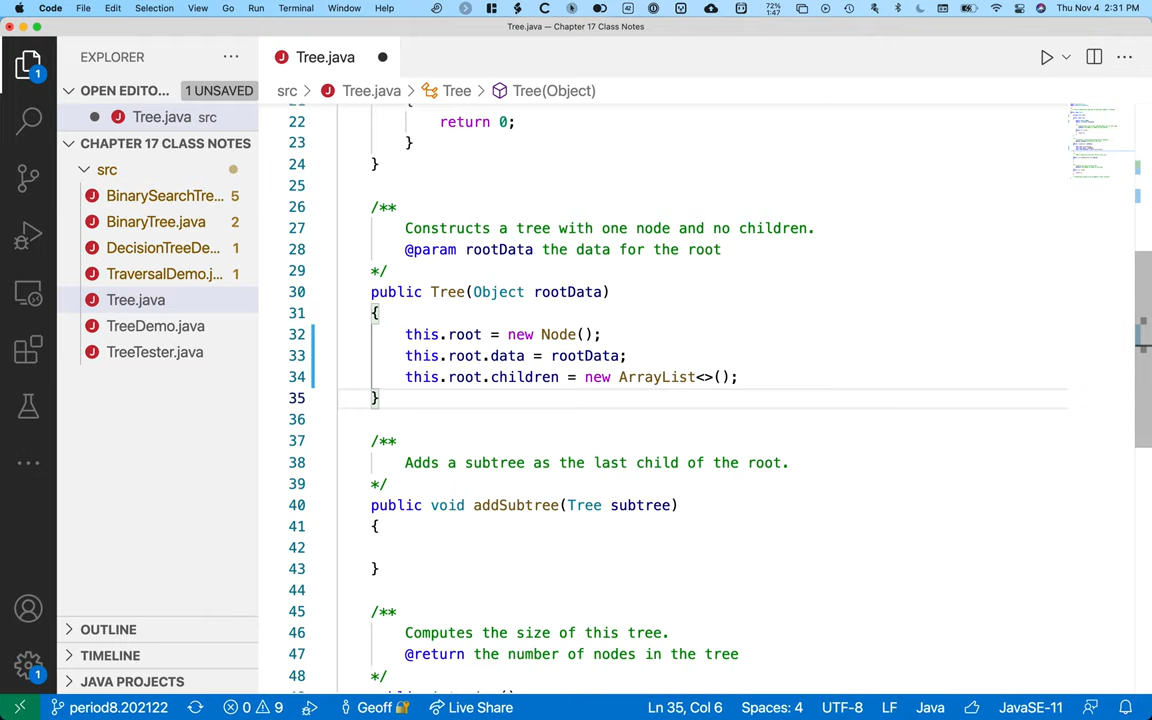 Code File Edit Selection View Go Run Terminal Window Help 72% 1:47 Thu Nov 4 2:31 PM
Tree.java — Chapter 17 Class Notes
EXPLORER
Tree.java
OPEN EDITO... 1 UNSAVED
src > Tree.java > Tree > Tree(Object)
Tree.java src
CHAPTER 17 CLASS NOTES
src
BinarySearchTre... 5
BinaryTree.java 2
DecisionTreeDe... 1
TraversalDemo.j... 1
Tree.java
TreeDemo.java
TreeTester.java
OUTLINE
TIMELINE
JAVA PROJECTS
22 return 0;
23 }
24 }
25
26 /**
27 Constructs a tree with one node and no children.
28 @param rootData the data for the root
29 */
30 public Tree(Object rootData)
31 {
32 this.root = new Node();
33 this.root.data = rootData;
34 this.root.children = new ArrayList<>();
35 }
36
37 /**
38 Adds a subtree as the last child of the root.
39 */
40 public void addSubtree(Tree subtree)
41 {
42
43 }
44
45 /**
46 Computes the size of this tree.
47 @return the number of nodes in the tree
48 */
period8.202122 0 9 Geoff Live Share Ln 35, Col 6 Spaces: 4 UTF-8 LF Java JavaSE-11